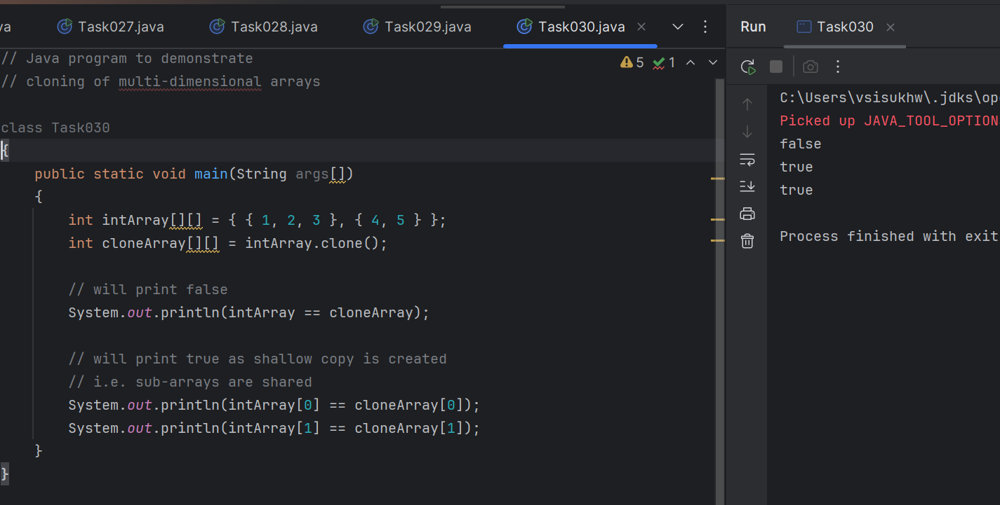 va Task027.java Task028.java Task029.java Task030.java
// Java program to demonstrate
5 1
// cloning of multi-dimensional arrays
class Task030
{
public static void main(String args[])
{
int intArray[][] = { { 1, 2, 3 }, { 4, 5 } };
int cloneArray[][] = intArray.clone();
// will print false
System.out.println(intArray == cloneArray);
// will print true as shallow copy is created
// i.e. sub-arrays are shared
System.out.println(intArray[0] == cloneArray[0]);
System.out.println(intArray[1] == cloneArray[1]);
}
}
Run Task030
C:\Users\vsisukhw\.jdks\ope
Picked up JAVA_TOOL_OPTION
false
true
true
Process finished with exit